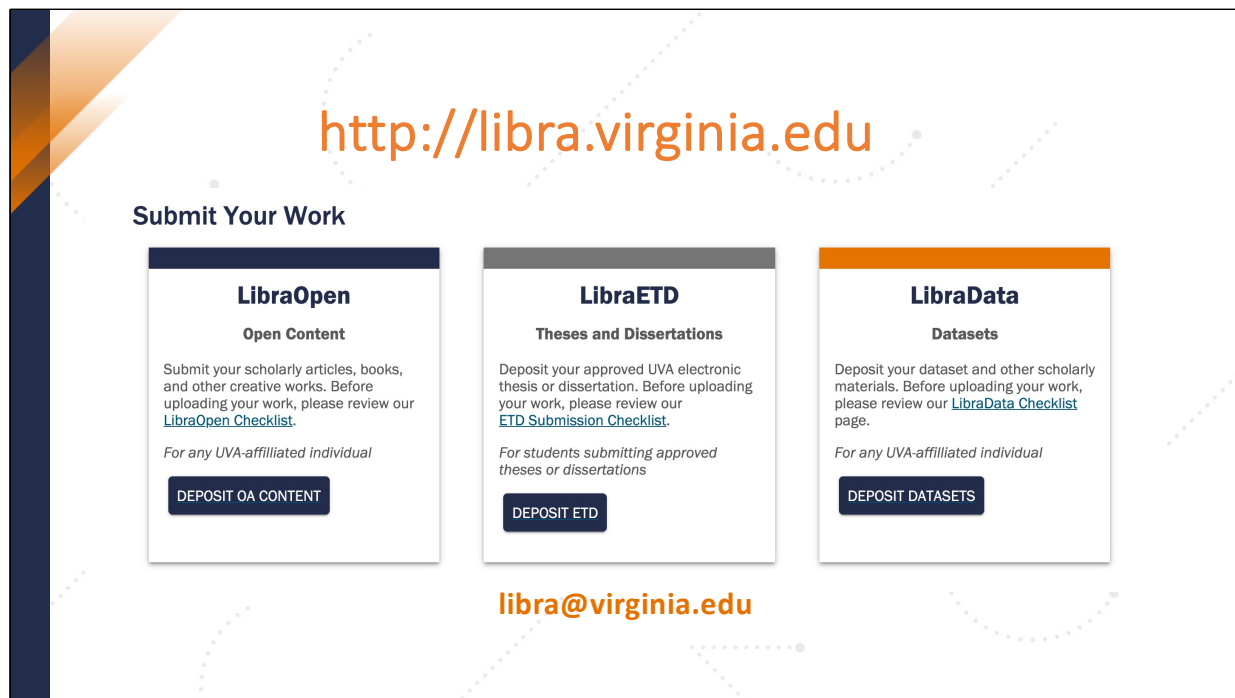 http://libra.virginia.edu
Submit Your Work
LibraOpen
Open Content
Submit your scholarly articles, books,
and other creative works. Before
uploading your work, please review our
LibraOpen Checklist.
For any UVA-affilliated individual
DEPOSIT OA CONTENT
LibraETD
Theses and Dissertations
Deposit your approved UVA electronic
thesis or dissertation. Before uploading
your work, please review our
ETD Submission Checklist.
For students submitting approved
theses or dissertations
DEPOSIT ETD
LibraData
Datasets
Deposit your dataset and other scholarly
materials. Before uploading your work,
please review our LibraData Checklist
page.
For any UVA-affilliated individual
DEPOSIT DATASETS
libra@virginia.edu